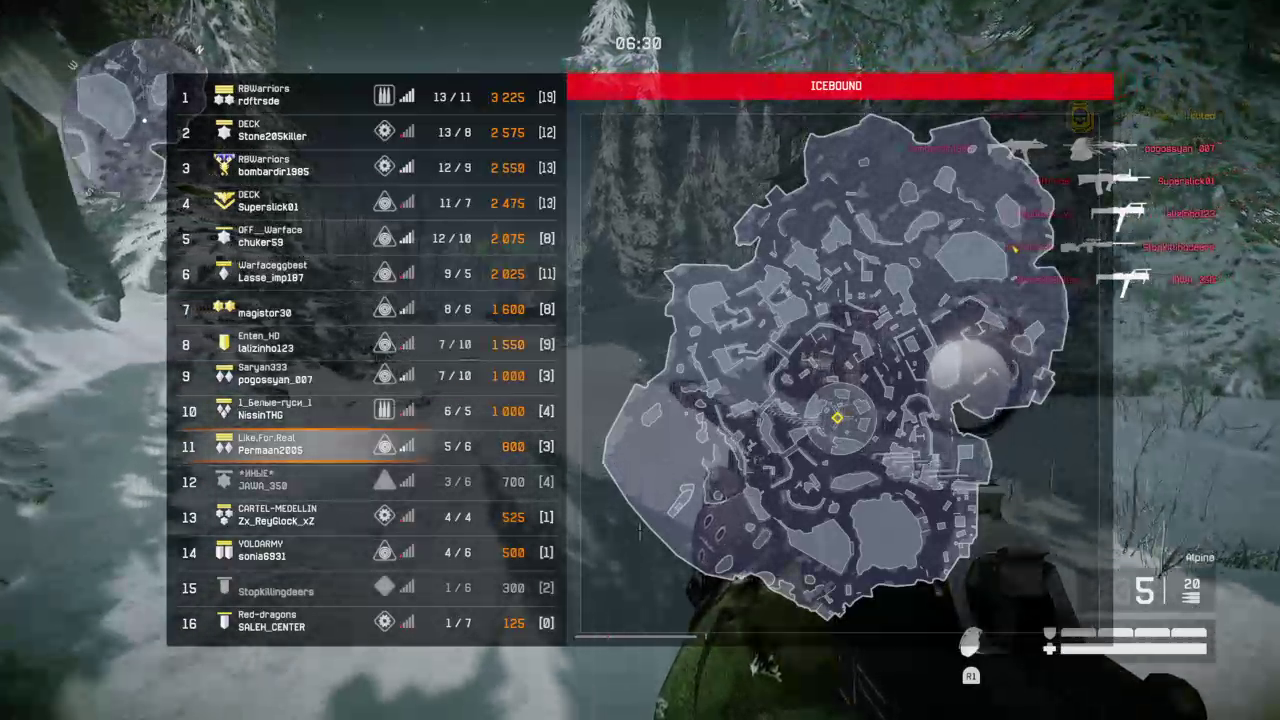 06:30
ICEBOUND
N
1 RBWarriors rdftrsde 13 / 11 3 225 [19]
2 DECK Stone205killer 13 / 8 2 575 [12]
3 RBWarriors bombardir1985 12 / 9 2 550 [13]
4 DECK Superslick01 11 / 7 2 475 [13]
5 Off__Warface chuker59 12 / 10 2 075 [8]
6 Warfaceggbest Lasse_imp187 9 / 5 2 025 [11]
7 magistor30 8 / 6 1 600 [8]
8 Enten_HD lalizinho123 7 / 10 1 550 [9]
9 Saryan333 pogossyan_007 7 / 10 1 000 [3]
10 1_Белые-гуси_1 NissinTHG 6 / 5 1 000 [4]
11 Like.For.Real Permaan2005 5 / 6 800 [3]
12 *ИНЫЕ* JAWA_350 3 / 6 700 [4]
13 CARTEL-MEDELLIN Zx_ReyGlock_xZ 4 / 4 525 [1]
14 YOLOARMY sonia6931 4 / 6 500 [1]
15 Stopkillingdeers 1 / 6 300 [2]
16 Red-dragons SALEH_CENTER 1 / 7 125 [0]
pogossyan_007
Superslick01
lalizinho123
Stopkillingdeers
JAWA_350
Alpine
5 20
R1